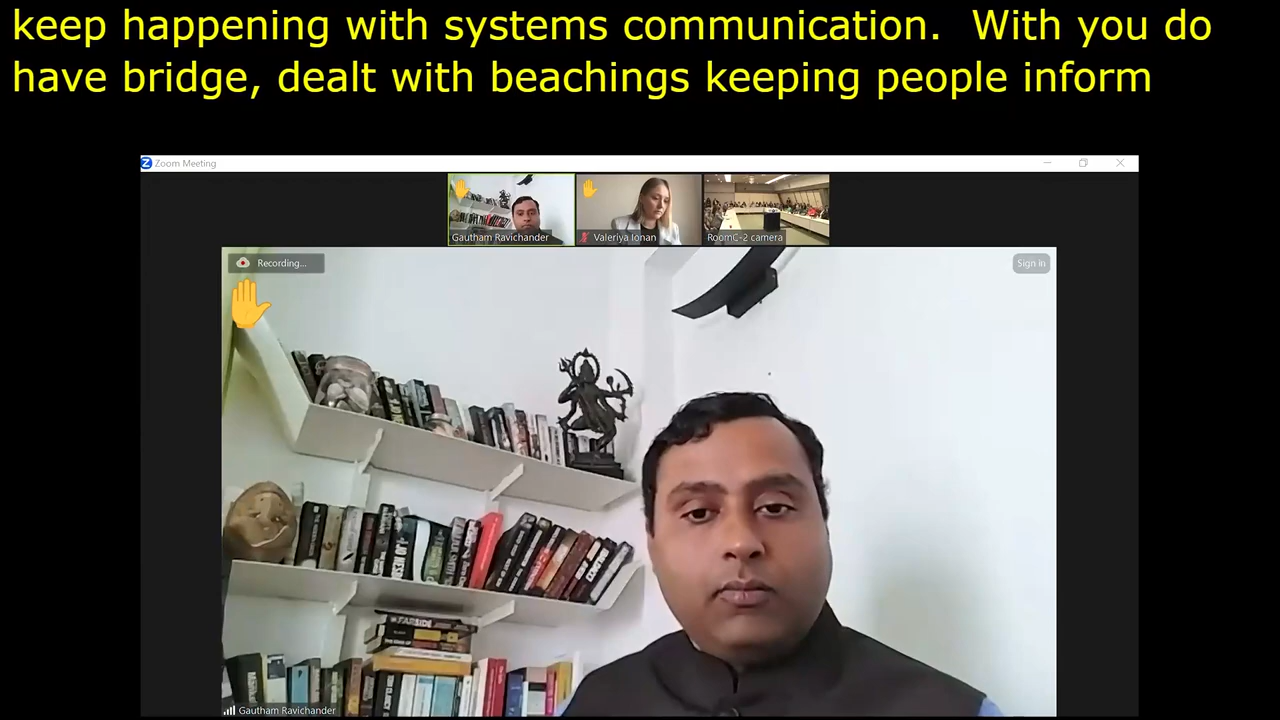 keep happening with systems communication.  With you do
have bridge, dealt with beachings keeping people inform
Zoom Meeting
Gautham Ravichander
Valeriya Ionan
RoomC-2 camera
Recording...
Sign in
FARSIDE
Gautham Ravichander